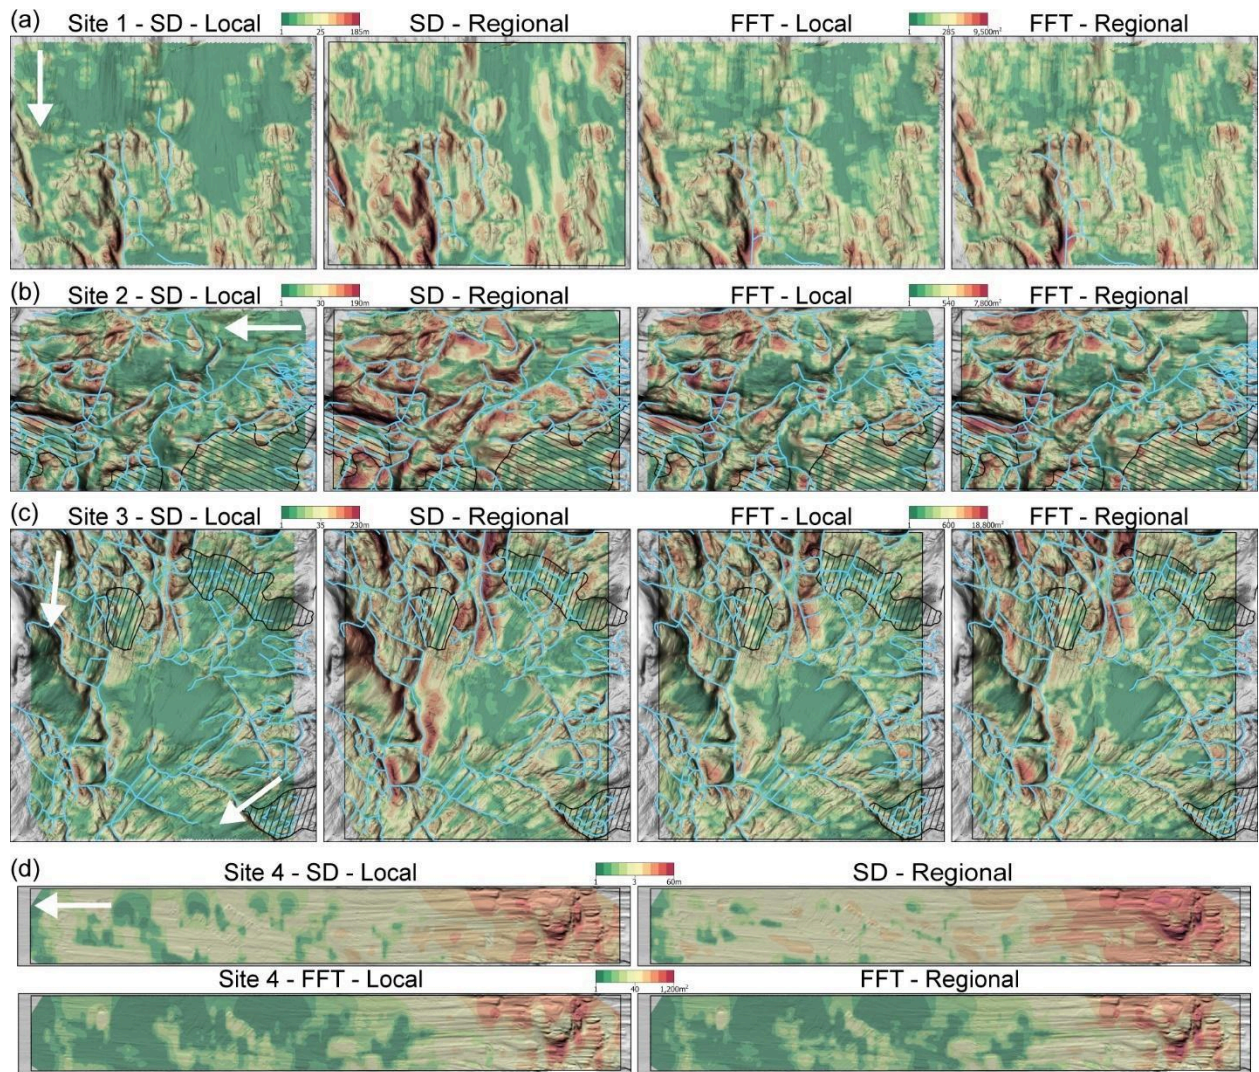 (a) Site 1 - SD - Local 1 25 185m SD - Regional FFT - Local 1 285 9,500m² FFT - Regional
(b) Site 2 - SD - Local 1 30 190m SD - Regional FFT - Local 1 540 7,800m² FFT - Regional
(c) Site 3 - SD - Local 1 35 230m SD - Regional FFT - Local 1 600 18,800m² FFT - Regional
(d) Site 4 - SD - Local 1 3 60m SD - Regional
Site 4 - FFT - Local 1 40 1,200m² FFT - Regional